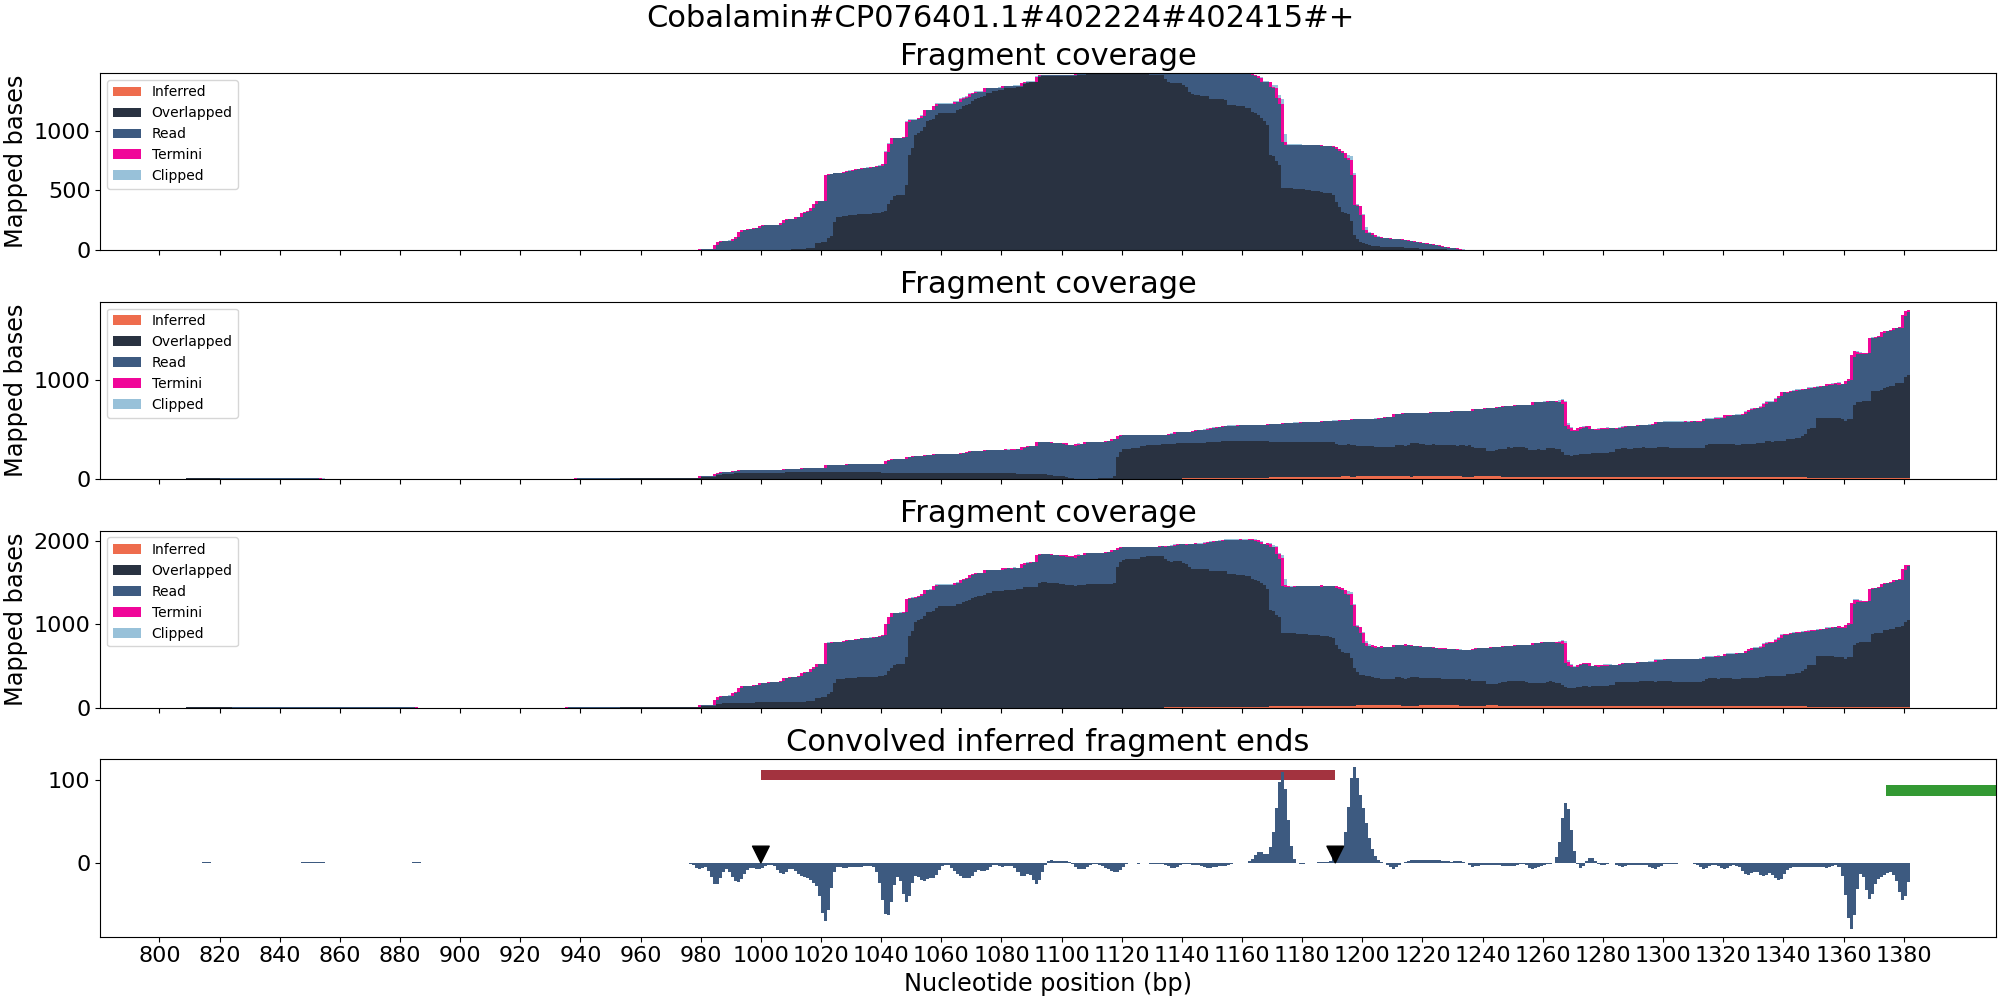 Cobalamin#CP076401.1#402224#402415#+
Fragment coverage
Mapped bases
1000
500
0
Inferred
Overlapped
Read
Termini
Clipped
Fragment coverage
Mapped bases
1000
0
Inferred
Overlapped
Read
Termini
Clipped
Fragment coverage
Mapped bases
2000
1000
0
Inferred
Overlapped
Read
Termini
Clipped
Convolved inferred fragment ends
100
0
800 820 840 860 880 900 920 940 960 980 1000 1020 1040 1060 1080 1100 1120 1140 1160 1180 1200 1220 1240 1260 1280 1300 1320 1340 1360 1380
Nucleotide position (bp)